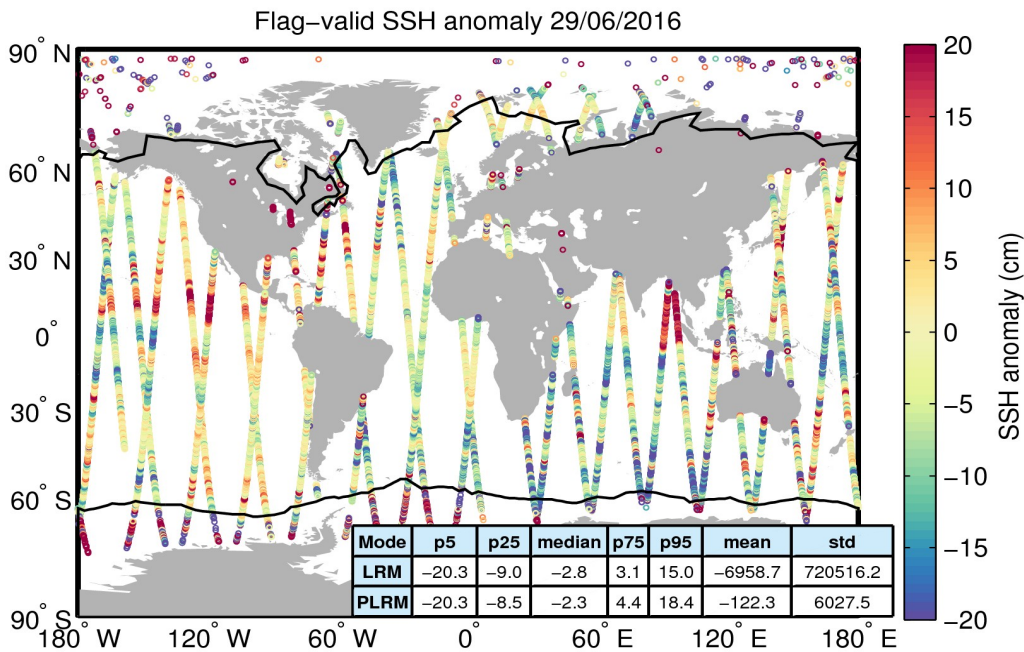 Flag−valid SSH anomaly 29/06/2016
90° N
60° N
30° N
0°
30° S
60° S
90° S
180° W
120° W
60° W
0°
60° E
120° E
180° E
20
15
10
5
0
−5
−10
−15
−20
SSH anomaly (cm)
Mode p5 p25 median p75 p95 mean std
LRM −20.3 −9.0 −2.8 3.1 15.0 −6958.7 720516.2
PLRM −20.3 −8.5 −2.3 4.4 18.4 −122.3 6027.5